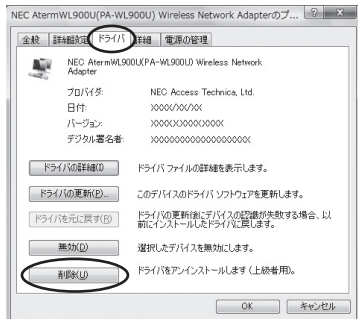 NEC AtermWL900U(PA-WL900U) Wireless Network Adapterのプ...
全般 詳細設定 ドライバ 詳細 電源の管理
NEC AtermWL900U(PA-WL900U) Wireless Network
Adapter
プロバイダ: NEC Access Technica, Ltd.
日付:
バージョン:
デジタル署名者:
ドライバの詳細(I) ドライバ ファイルの詳細を表示します。
ドライバの更新(P)... このデバイスのドライバ ソフトウェアを更新します。
ドライバを元に戻す(R) ドライバの更新後にデバイスの認識が失敗する場合、以
前にインストールしたドライバに戻します。
無効(D) 選択したデバイスを無効にします。
削除(U) ドライバをアンインストールします (上級者用)。
OK キャンセル